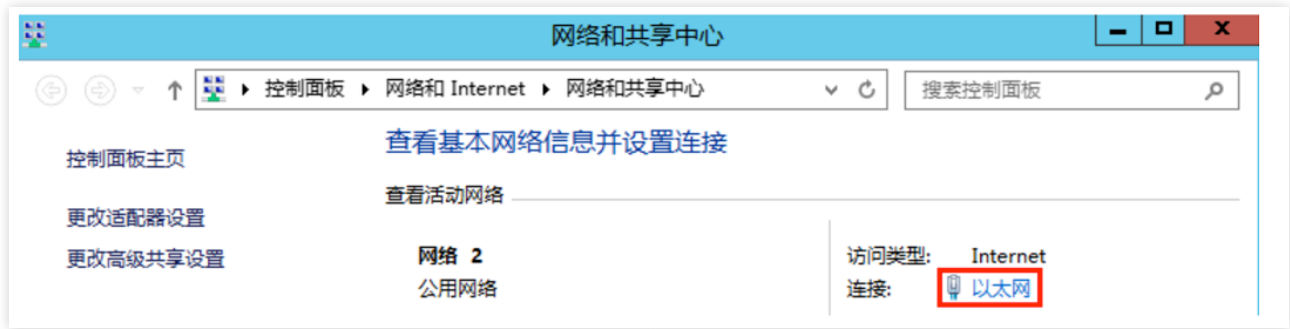 网络和共享中心
控制面板 网络和 Internet 网络和共享中心 搜索控制面板
控制面板主页
更改适配器设置
更改高级共享设置
查看基本网络信息并设置连接
查看活动网络
网络 2
公用网络
访问类型: Internet
连接: 以太网